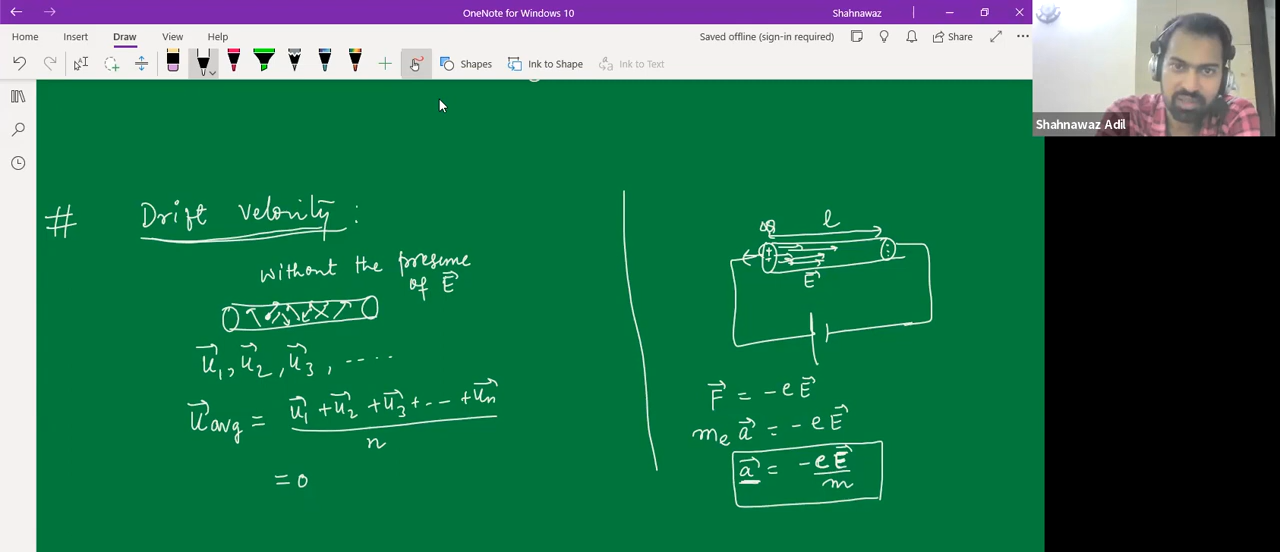 OneNote for Windows 10
Shahnawaz
Home Insert Draw View Help
Saved offline (sign-in required)
Share
Shapes
Ink to Shape
Ink to Text
Shahnawaz Adil
# Drift Velocity :
without the presense
of E⃗
u⃗₁, u⃗₂, u⃗₃, .....
u⃗avg = (u⃗₁ + u⃗₂ + u⃗₃ + ... + u⃗n) / n
= 0
l
+ -
E⃗
F⃗ = -eE⃗
mₑ a⃗ = -eE⃗
a⃗ = -eE⃗ / m